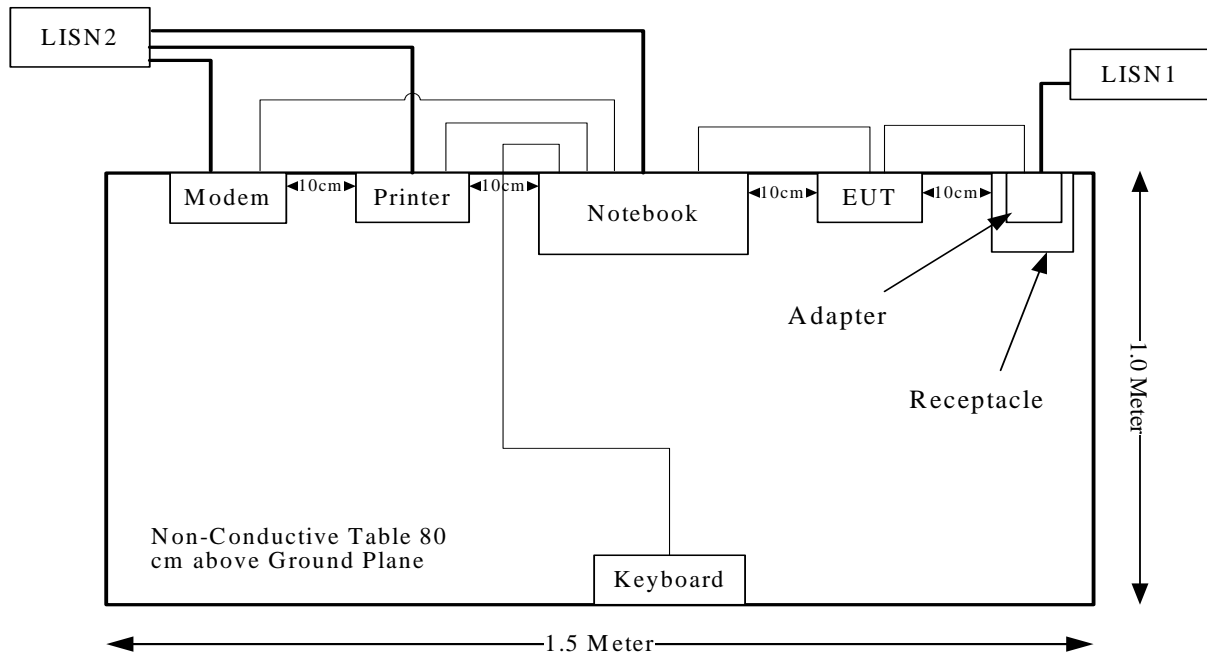 LISN2
LISN1
Modem
10cm
Printer
10cm
Notebook
10cm
EUT
10cm
Adapter
Receptacle
1.0 Meter
Non-Conductive Table 80
cm above Ground Plane
Keyboard
1.5 Meter